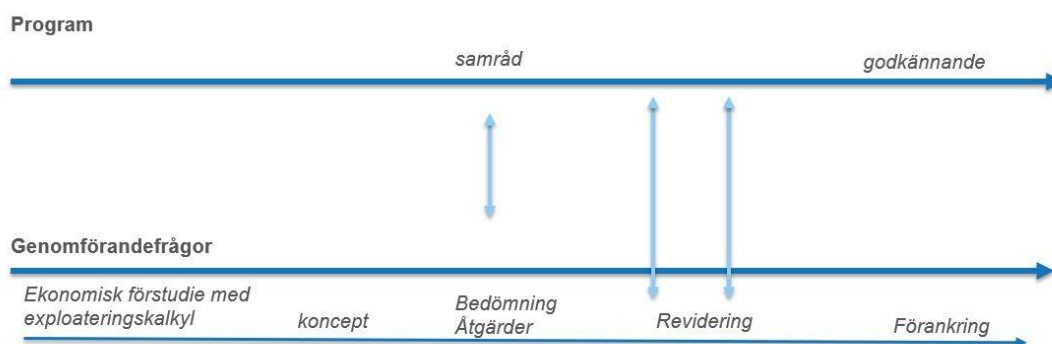 Program
samråd
godkännande
Genomförandefrågor
Ekonomisk förstudie med
exploateringskalkyl
koncept
Bedömning
Åtgärder
Revidering
Förankring